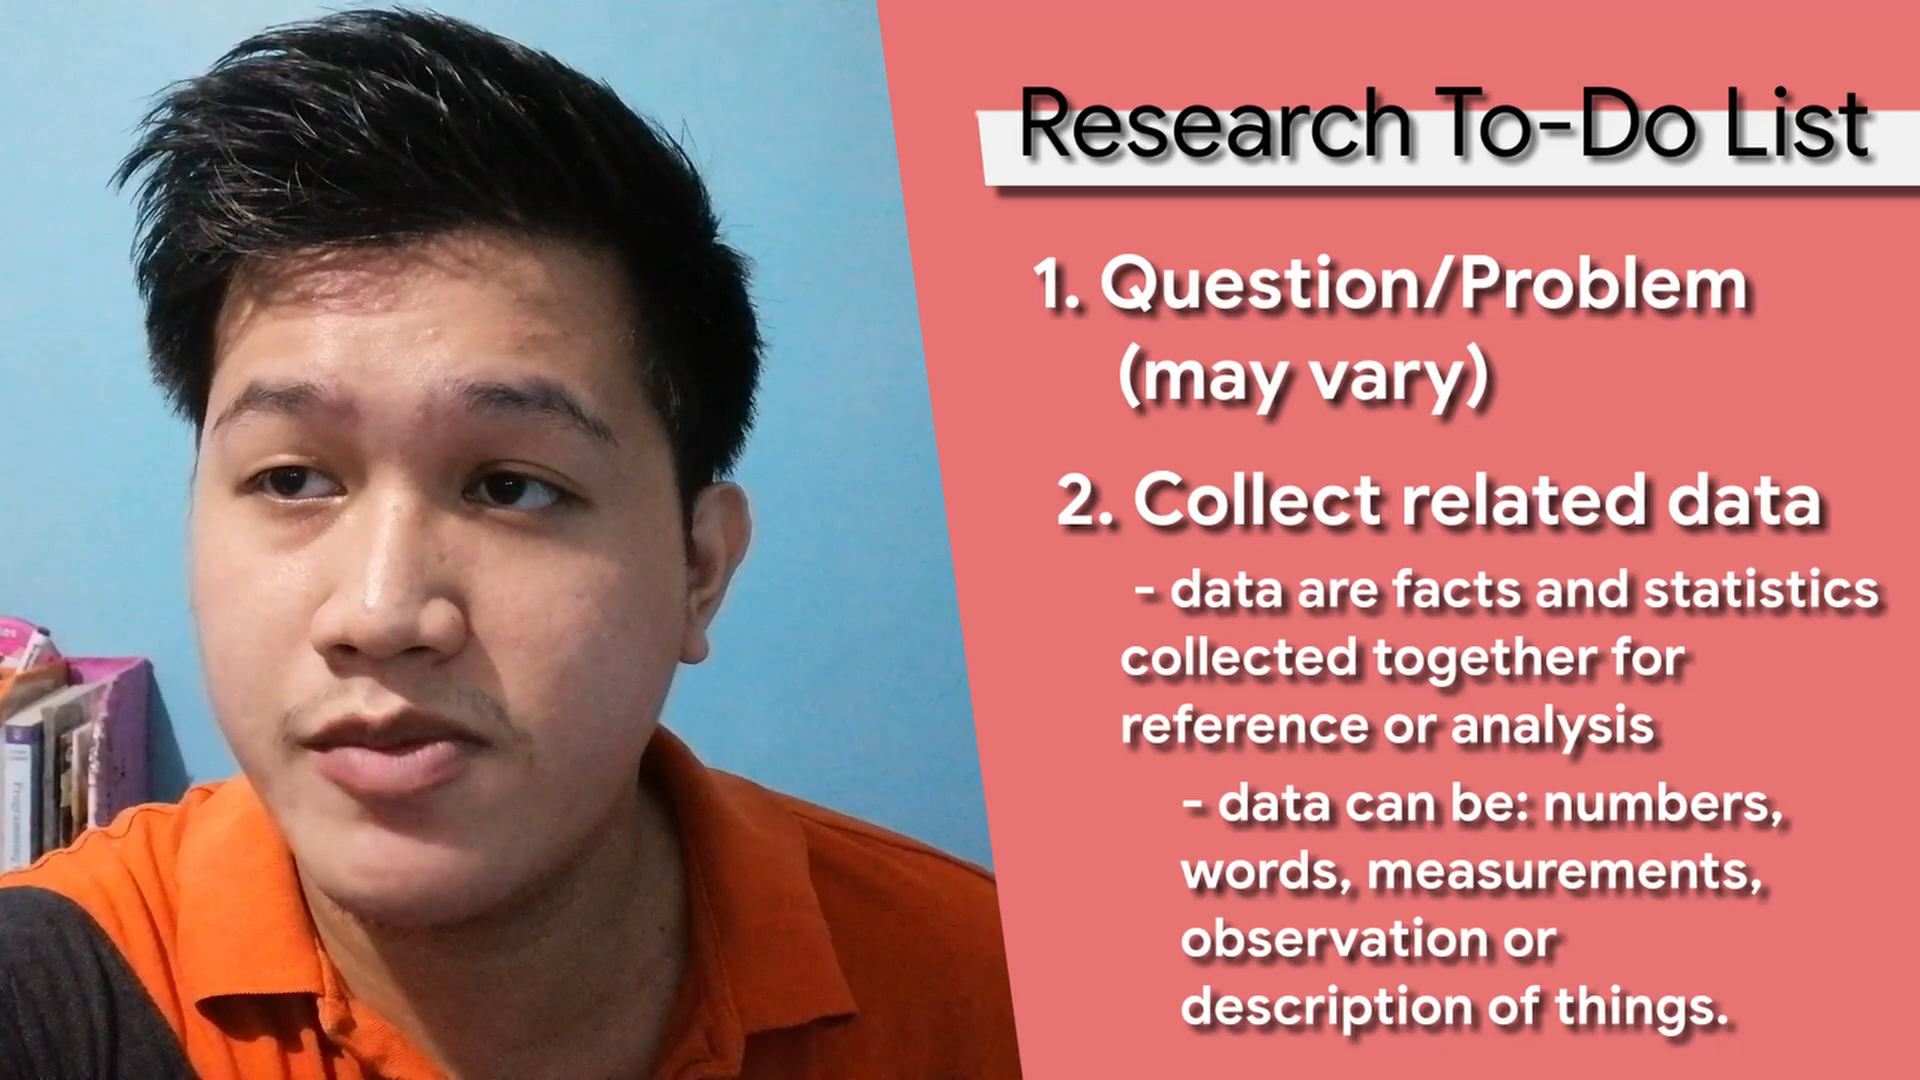 Research To-Do List
1. Question/Problem
(may vary)
2. Collect related data
- data are facts and statistics
collected together for
reference or analysis
- data can be: numbers,
words, measurements,
observation or
description of things.